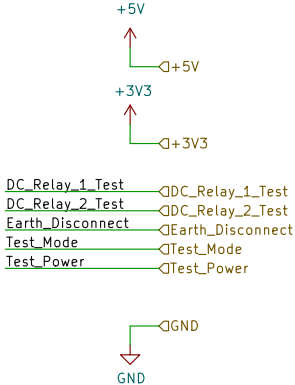 +5V
+5V
+3V3
+3V3
DC_Relay_1_Test
DC_Relay_1_Test
DC_Relay_2_Test
DC_Relay_2_Test
Earth_Disconnect
Earth_Disconnect
Test_Mode
Test_Mode
Test_Power
Test_Power
GND
GND